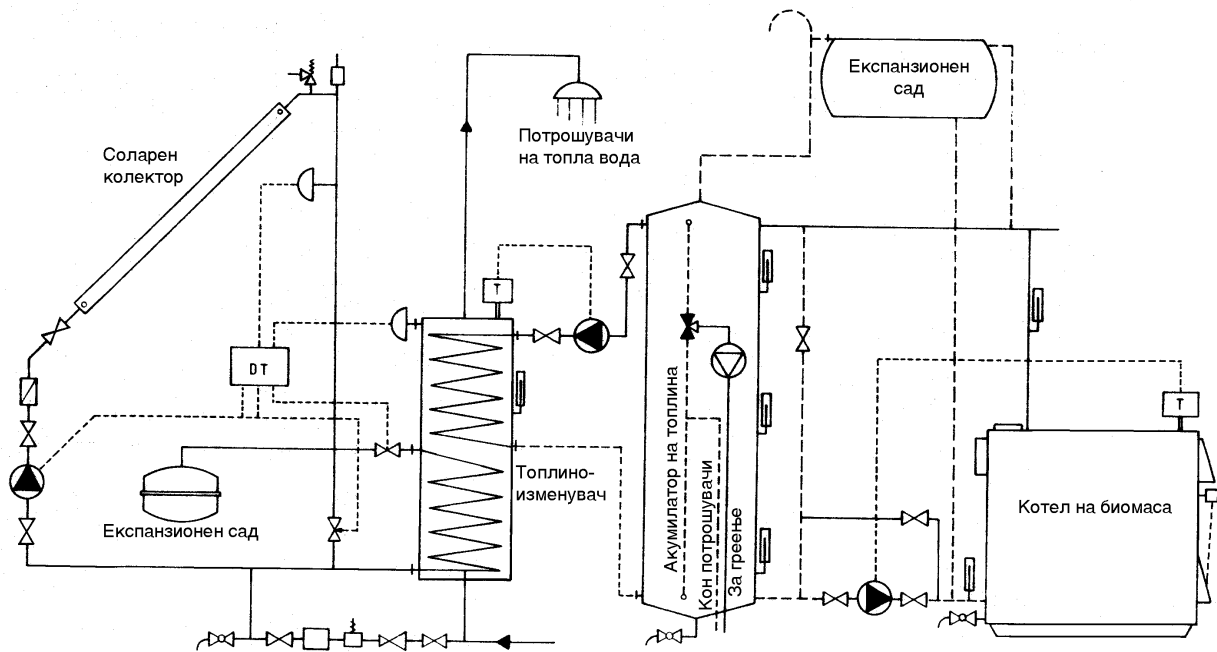 Експанзионен
сад
Потрошувачи
на топла вода
Соларен
колектор
T
DT
T
Топлино-
изменувач
Акумилатор на топлина
Кон потрошувачи
За греење
Котел на биомаса
Експанзионен сад